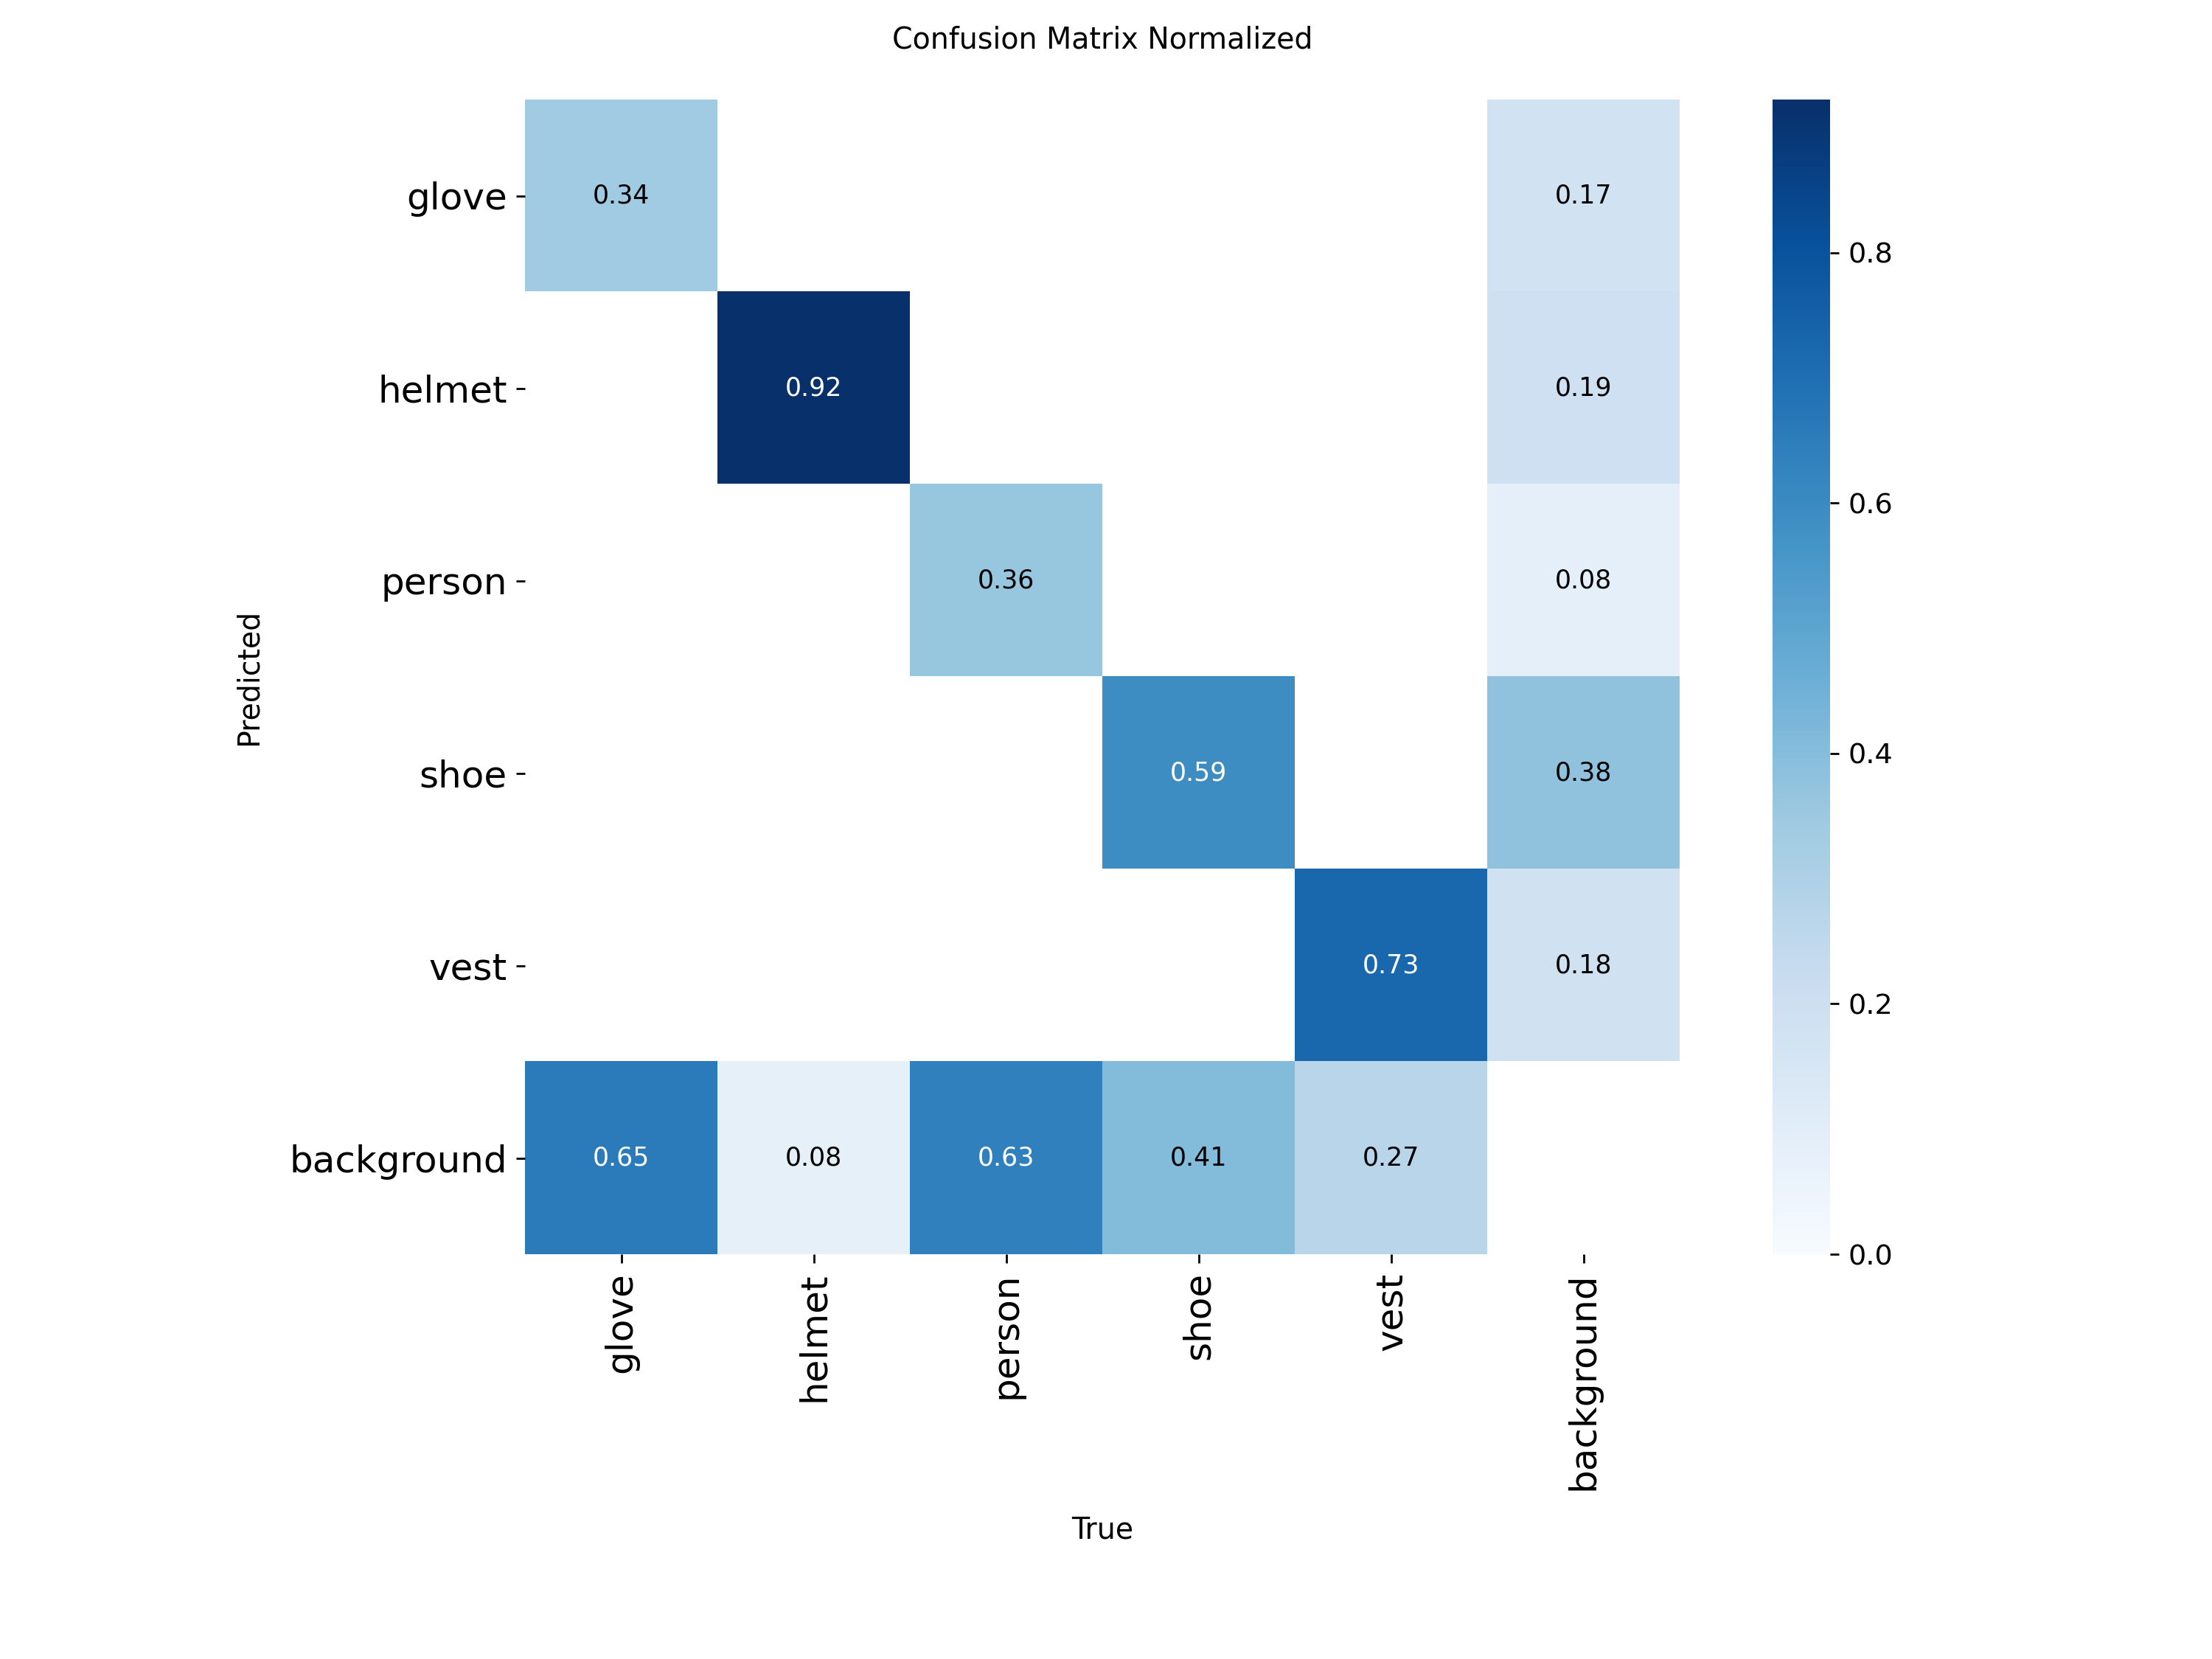 Confusion Matrix Normalized
glove
0.34
0.17
0.8
helmet
0.92
0.19
0.6
person
0.36
0.08
Predicted
0.4
shoe
0.59
0.38
vest
0.73
0.18
0.2
background
0.65
0.08
0.63
0.41
0.27
0.0
glove
helmet
person
shoe
vest
background
True